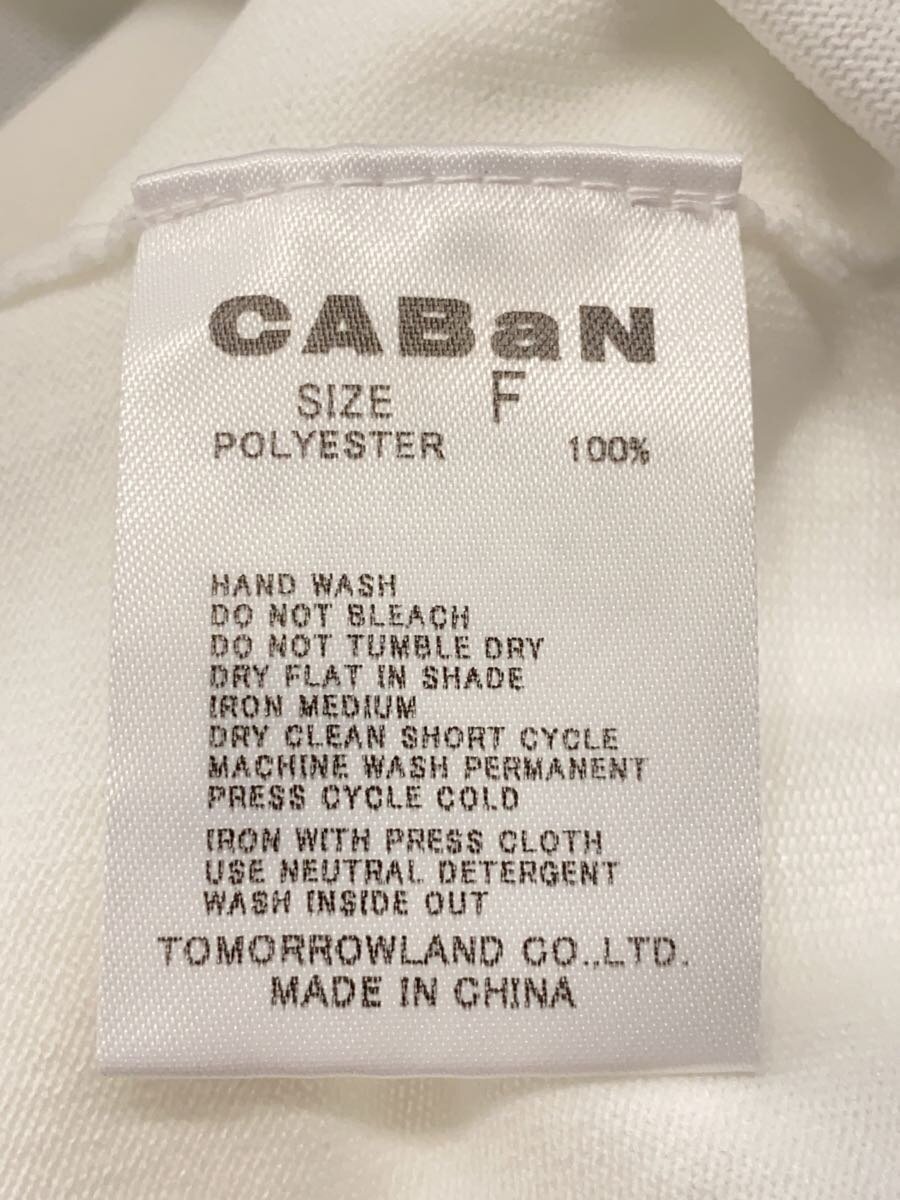 CABaN
SIZE F
POLYESTER 100%
HAND WASH
DO NOT BLEACH
DO NOT TUMBLE DRY
DRY FLAT IN SHADE
IRON MEDIUM
DRY CLEAN SHORT CYCLE
MACHINE WASH PERMANENT
PRESS CYCLE COLD
IRON WITH PRESS CLOTH
USE NEUTRAL DETERGENT
WASH INSIDE OUT
TOMORROWLAND CO.,LTD.
MADE IN CHINA